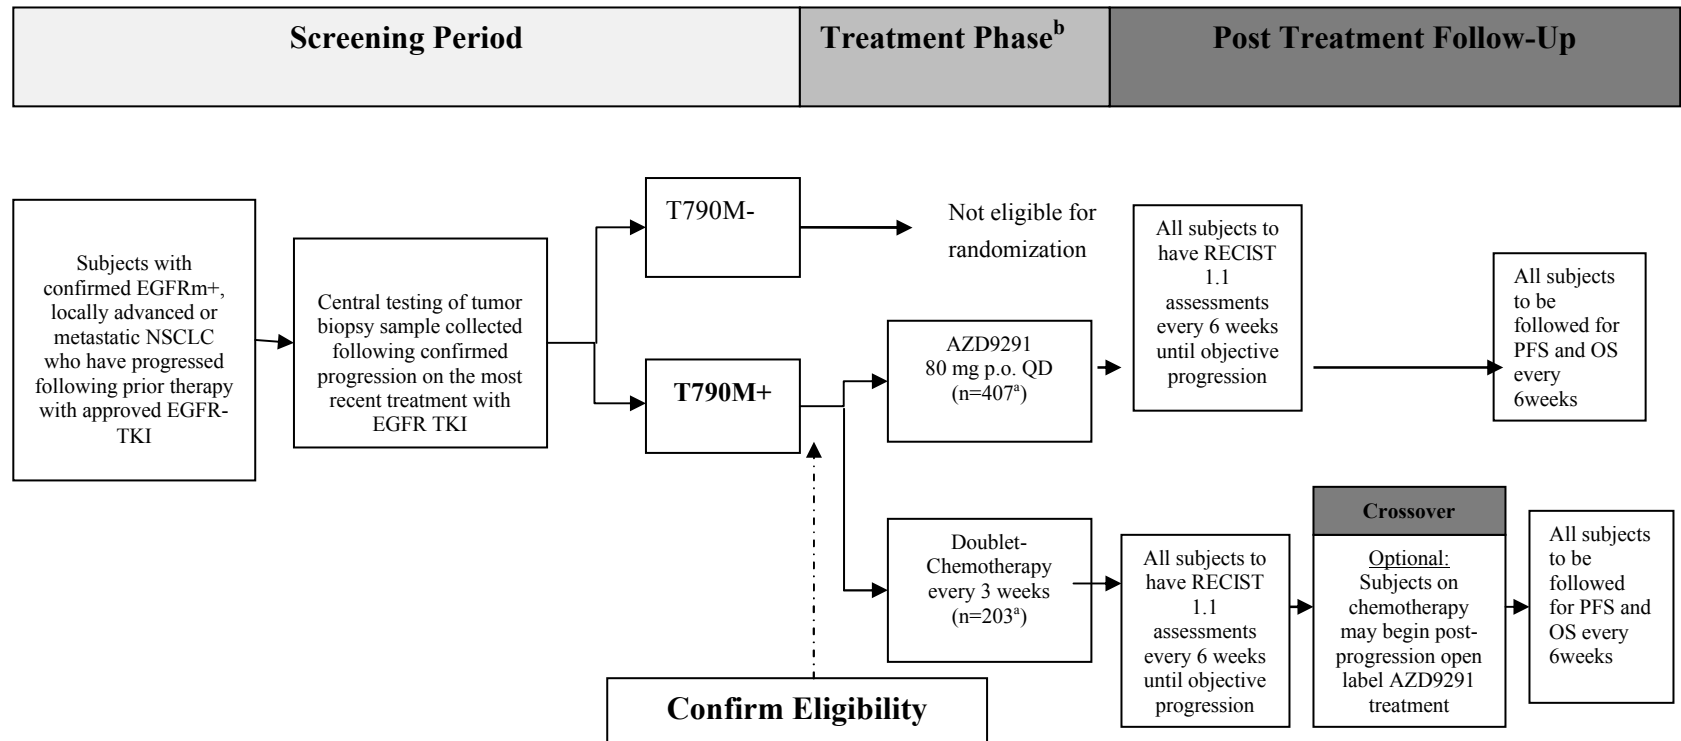 Screening Period
Treatment Phaseᵇ
Post Treatment Follow-Up
Subjects with
confirmed EGFRm+,
locally advanced or
metastatic NSCLC
who have progressed
following prior therapy
with approved EGFR-
TKI
Central testing of tumor
biopsy sample collected
following confirmed
progression on the most
recent treatment with
EGFR TKI
T790M-
Not eligible for
randomization
T790M+
AZD9291
80 mg p.o. QD
(n=407ᵃ)
All subjects to
have RECIST
1.1
assessments
every 6 weeks
until objective
progression
All subjects
to be
followed for
PFS and OS
every
6weeks
Doublet-
Chemotherapy
every 3 weeks
(n=203ᵃ)
All subjects to
have RECIST
1.1
assessments
every 6 weeks
until objective
progression
Crossover
Optional:
Subjects on
chemotherapy
may begin post-
progression open
label AZD9291
treatment
All subjects
to be
followed
for PFS and
OS every
6weeks
Confirm Eligibility